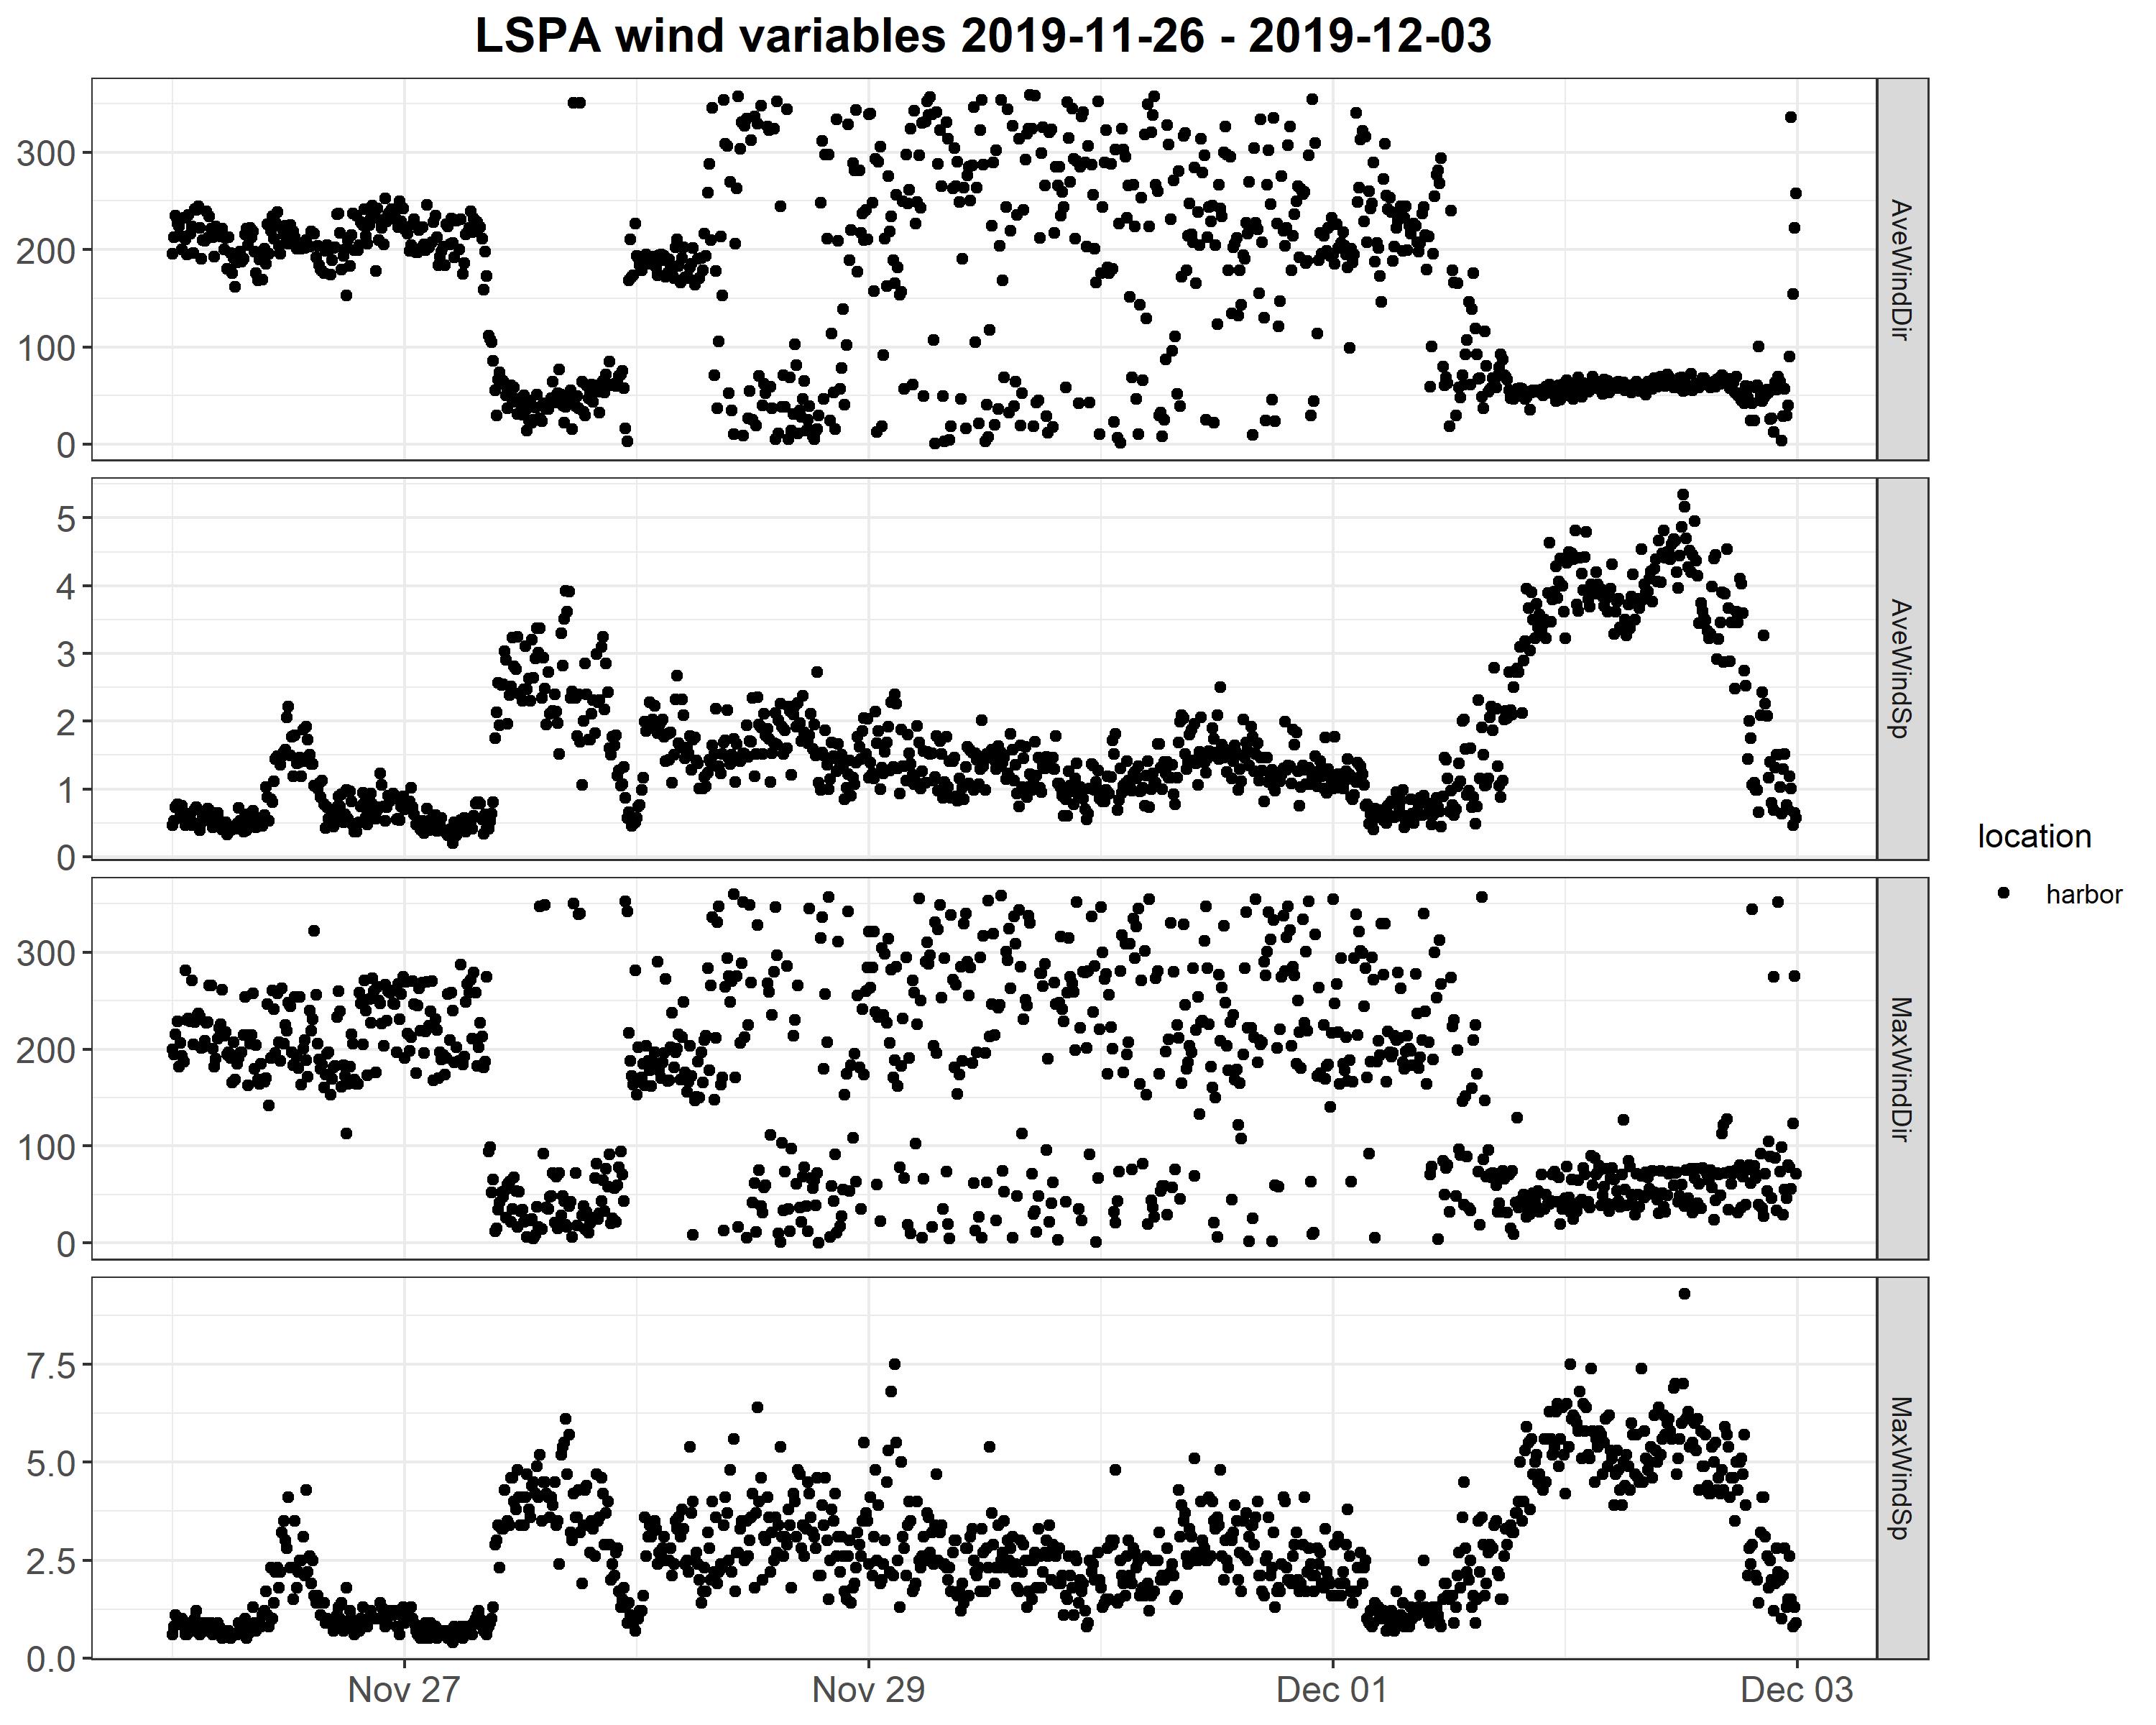 LSPA wind variables 2019-11-26 - 2019-12-03
300
200
100
0
AveWindDir
5
4
3
2
1
0
AveWindSp
300
200
100
0
MaxWindDir
7.5
5.0
2.5
0.0
MaxWindSp
Nov 27 Nov 29 Dec 01 Dec 03
location
harbor